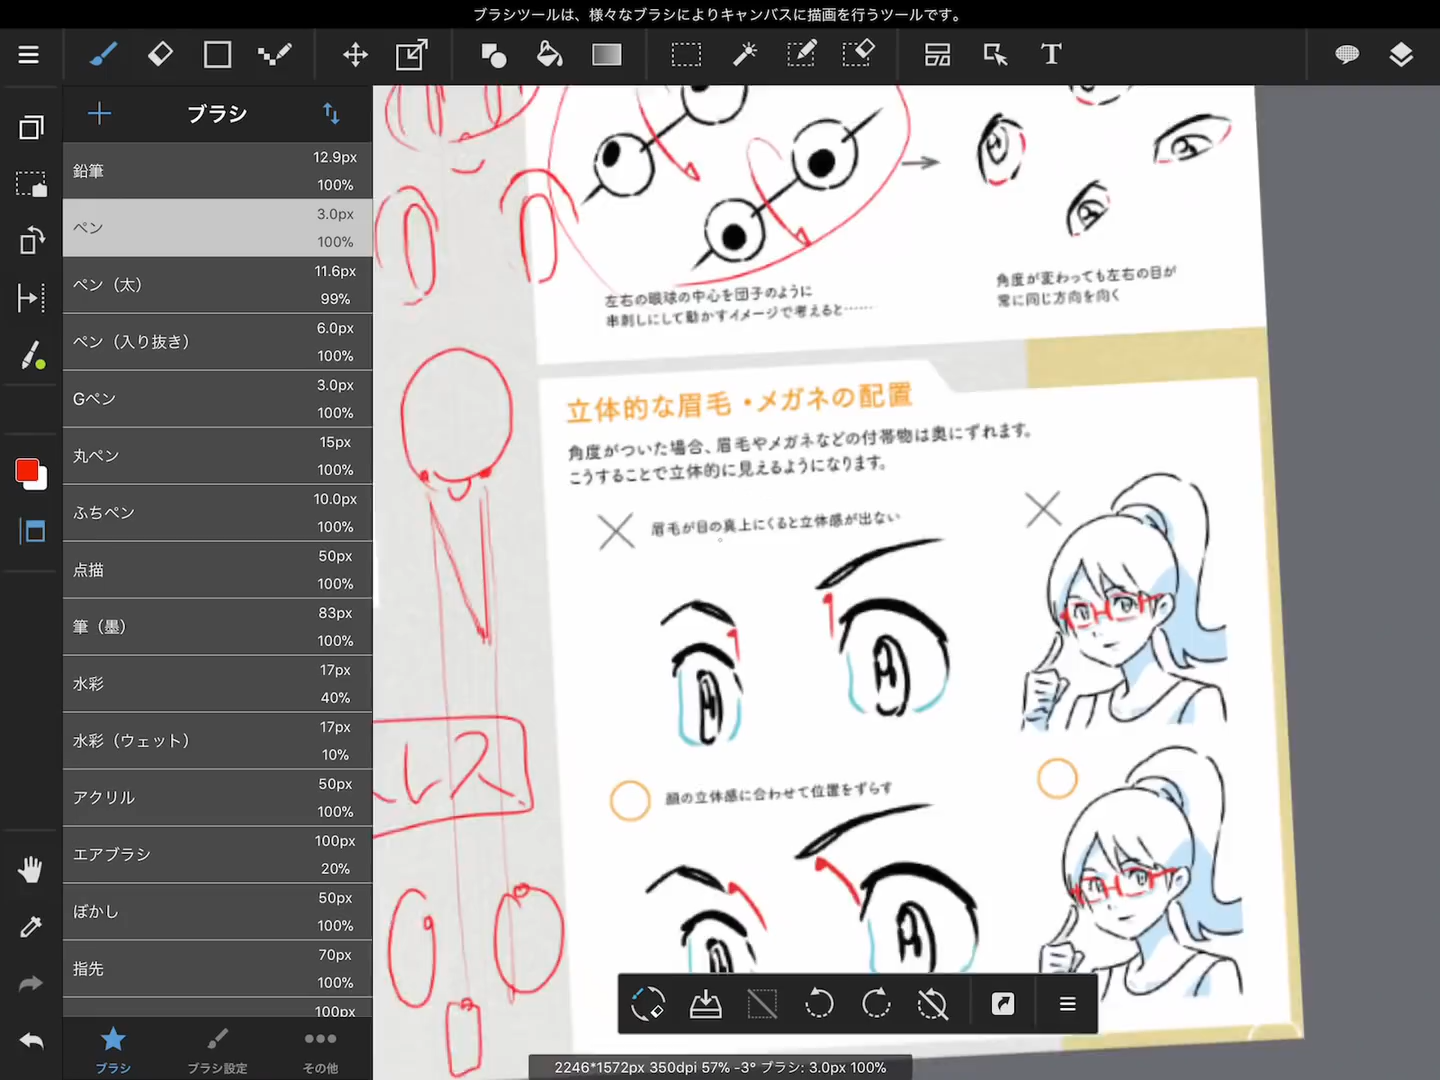 ブラシツールは、様々なブラシによりキャンバスに描画を行うツールです。
T
ブラシ
鉛筆
12.9px
100%
ペン
3.0px
100%
ペン（太）
11.6px
99%
ペン（入り抜き）
6.0px
100%
Gペン
3.0px
100%
丸ペン
15px
100%
ふちペン
10.0px
100%
点描
50px
100%
筆（墨）
83px
100%
水彩
17px
40%
水彩（ウェット）
17px
10%
アクリル
50px
100%
エアブラシ
100px
20%
ぼかし
50px
100%
指先
70px
100%
100px
ブラシ
ブラシ設定
その他
左右の眼球の中心を団子のように
串刺しにして動かすイメージで考えると……
角度が変わっても左右の目が
常に同じ方向を向く
立体的な眉毛・メガネの配置
角度がついた場合、眉毛やメガネなどの付帯物は奥にずれます。
こうすることで立体的に見えるようになります。
眉毛が目の真上にくると立体感が出ない
レス
顔の立体感に合わせて位置をずらす
2246*1572px 350dpi 57% -3° ブラシ: 3.0px 100%